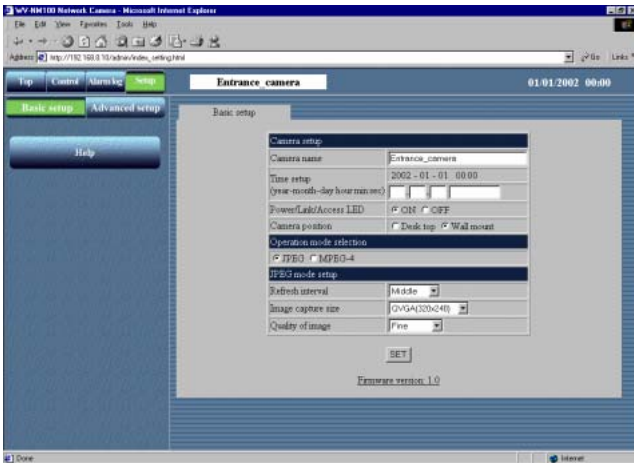 WV-NM100 Network Camera - Microsoft Internet Explorer
File Edit View Favorites Tools Help
Address http://192.168.0.10/admin/index_setting.html Go Links
Top Control Alarm log Setup Entrance_camera 01/01/2002 00:00
Basic setup Advanced setup
Help
Basic setup
Camera setup
Camera name Entrance_camera
Time setup 2002 - 01 - 01 00:00
(year-month-day hour:min:sec)
Power/Link/Access LED ON OFF
Camera position Desk top Wall mount
Operation mode selection
JPEG MPEG-4
JPEG mode setup
Refresh interval Middle
Image capture size QVGA(320x240)
Quality of image Fine
SET
Firmware version: 1.0
Done Internet